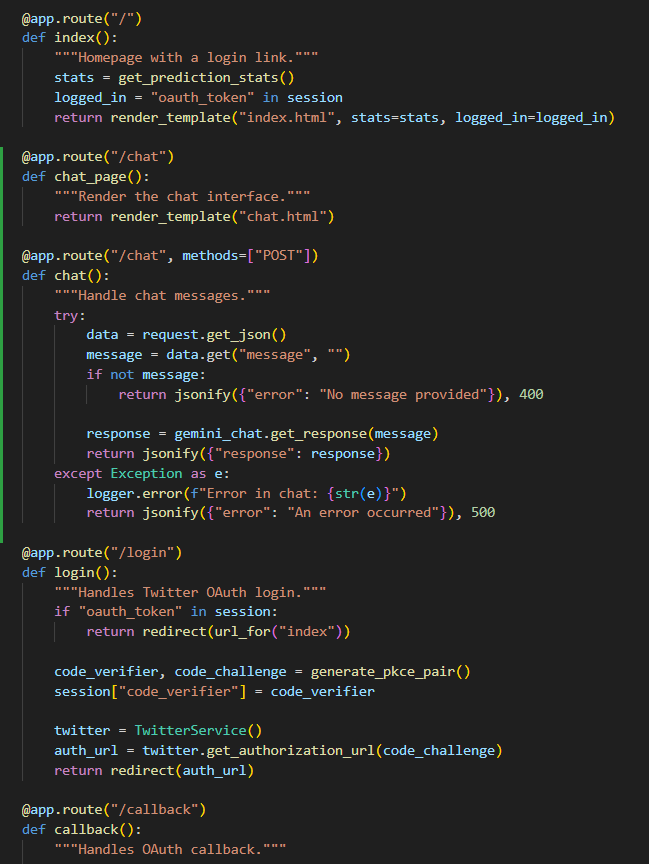 @app.route("/")
def index():
    """Homepage with a login link."""
    stats = get_prediction_stats()
    logged_in = "oauth_token" in session
    return render_template("index.html", stats=stats, logged_in=logged_in)

@app.route("/chat")
def chat_page():
    """Render the chat interface."""
    return render_template("chat.html")

@app.route("/chat", methods=["POST"])
def chat():
    """Handle chat messages."""
    try:
        data = request.get_json()
        message = data.get("message", "")
        if not message:
            return jsonify({"error": "No message provided"}), 400

        response = gemini_chat.get_response(message)
        return jsonify({"response": response})
    except Exception as e:
        logger.error(f"Error in chat: {str(e)}")
        return jsonify({"error": "An error occurred"}), 500

@app.route("/login")
def login():
    """Handles Twitter OAuth login."""
    if "oauth_token" in session:
        return redirect(url_for("index"))

    code_verifier, code_challenge = generate_pkce_pair()
    session["code_verifier"] = code_verifier

    twitter = TwitterService()
    auth_url = twitter.get_authorization_url(code_challenge)
    return redirect(auth_url)

@app.route("/callback")
def callback():
    """Handles OAuth callback."""